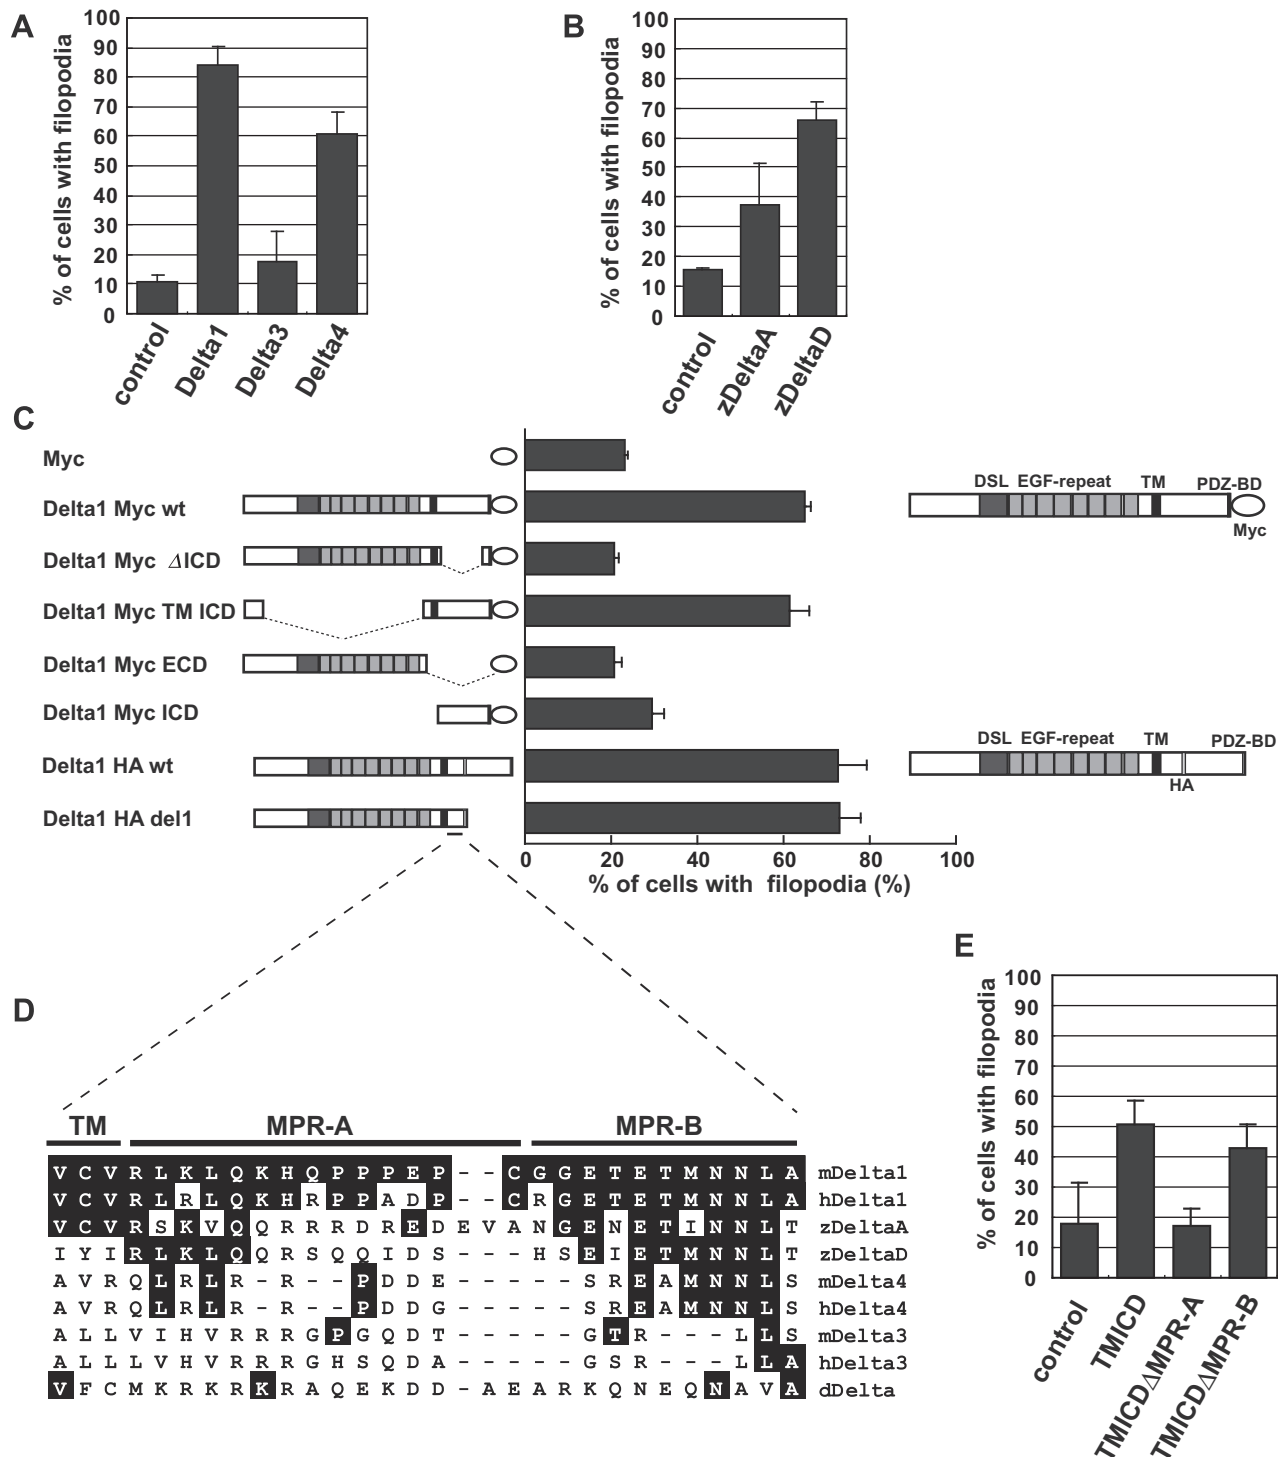 A
% of cells with filopodia
100
90
80
70
60
50
40
30
20
10
0
control
Delta1
Delta3
Delta4
B
% of cells with filopodia
100
90
80
70
60
50
40
30
20
10
0
control
zDeltaA
zDeltaD
C
Myc
Delta1 Myc wt
Delta1 Myc ΔICD
Delta1 Myc TM ICD
Delta1 Myc ECD
Delta1 Myc ICD
Delta1 HA wt
Delta1 HA del1
DSL EGF-repeat TM PDZ-BD
Myc
DSL EGF-repeat TM PDZ-BD
HA
0 20 40 60 80 100
% of cells with filopodia (%)
D
TM MPR-A MPR-B
V C V R L K L Q K H Q P P P E P - - C G G E T E T M N N L A mDelta1
V C V R L R L Q K H R P P A D P - - C R G E T E T M N N L A hDelta1
V C V R S K V Q Q R R R D R E D E V A N G E N E T I N N L T zDeltaA
I Y I R L K L Q Q R S Q Q I D S - - - H S E I E T M N N L T zDeltaD
A V R Q L R L R - R - - P D D E - - - - - S R E A M N N L S mDelta4
A V R Q L R L R - R - - P D D G - - - - - S R E A M N N L S hDelta4
A L L V I H V R R R G P G Q D T - - - - - G T R - - - L L S mDelta3
A L L L V H V R R R G H S Q D A - - - - - G S R - - - L L A hDelta3
V F C M K R K R K R A Q E K D D - A E A R K Q N E Q N A V A dDelta
E
% of cells with filopodia
100
90
80
70
60
50
40
30
20
10
0
control
TMICD
TMICDΔMPR-A
TMICDΔMPR-B